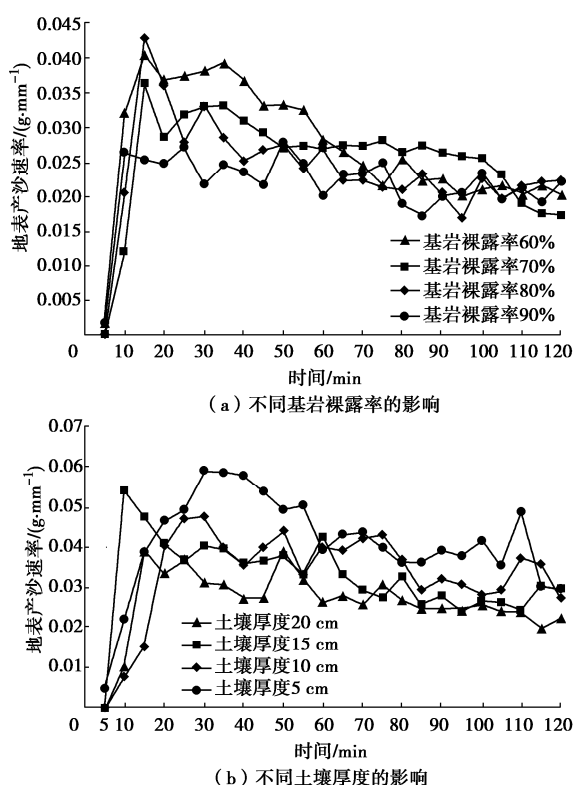 地表产沙速率/(g·mm⁻¹)
0.045
0.040
0.035
0.030
0.025
0.020
0.015
0.010
0.005
基岩裸露率60%
基岩裸露率70%
基岩裸露率80%
基岩裸露率90%
0 10 20 30 40 50 60 70 80 90 100 110 120
时间/min
（a）不同基岩裸露率的影响
地表产沙速率/(g·mm⁻¹)
0.07
0.06
0.05
0.04
0.03
0.02
0.01
土壤厚度20 cm
土壤厚度15 cm
土壤厚度10 cm
土壤厚度5 cm
0 5 10 20 30 40 50 60 70 80 90 100 110 120
时间/min
（b）不同土壤厚度的影响